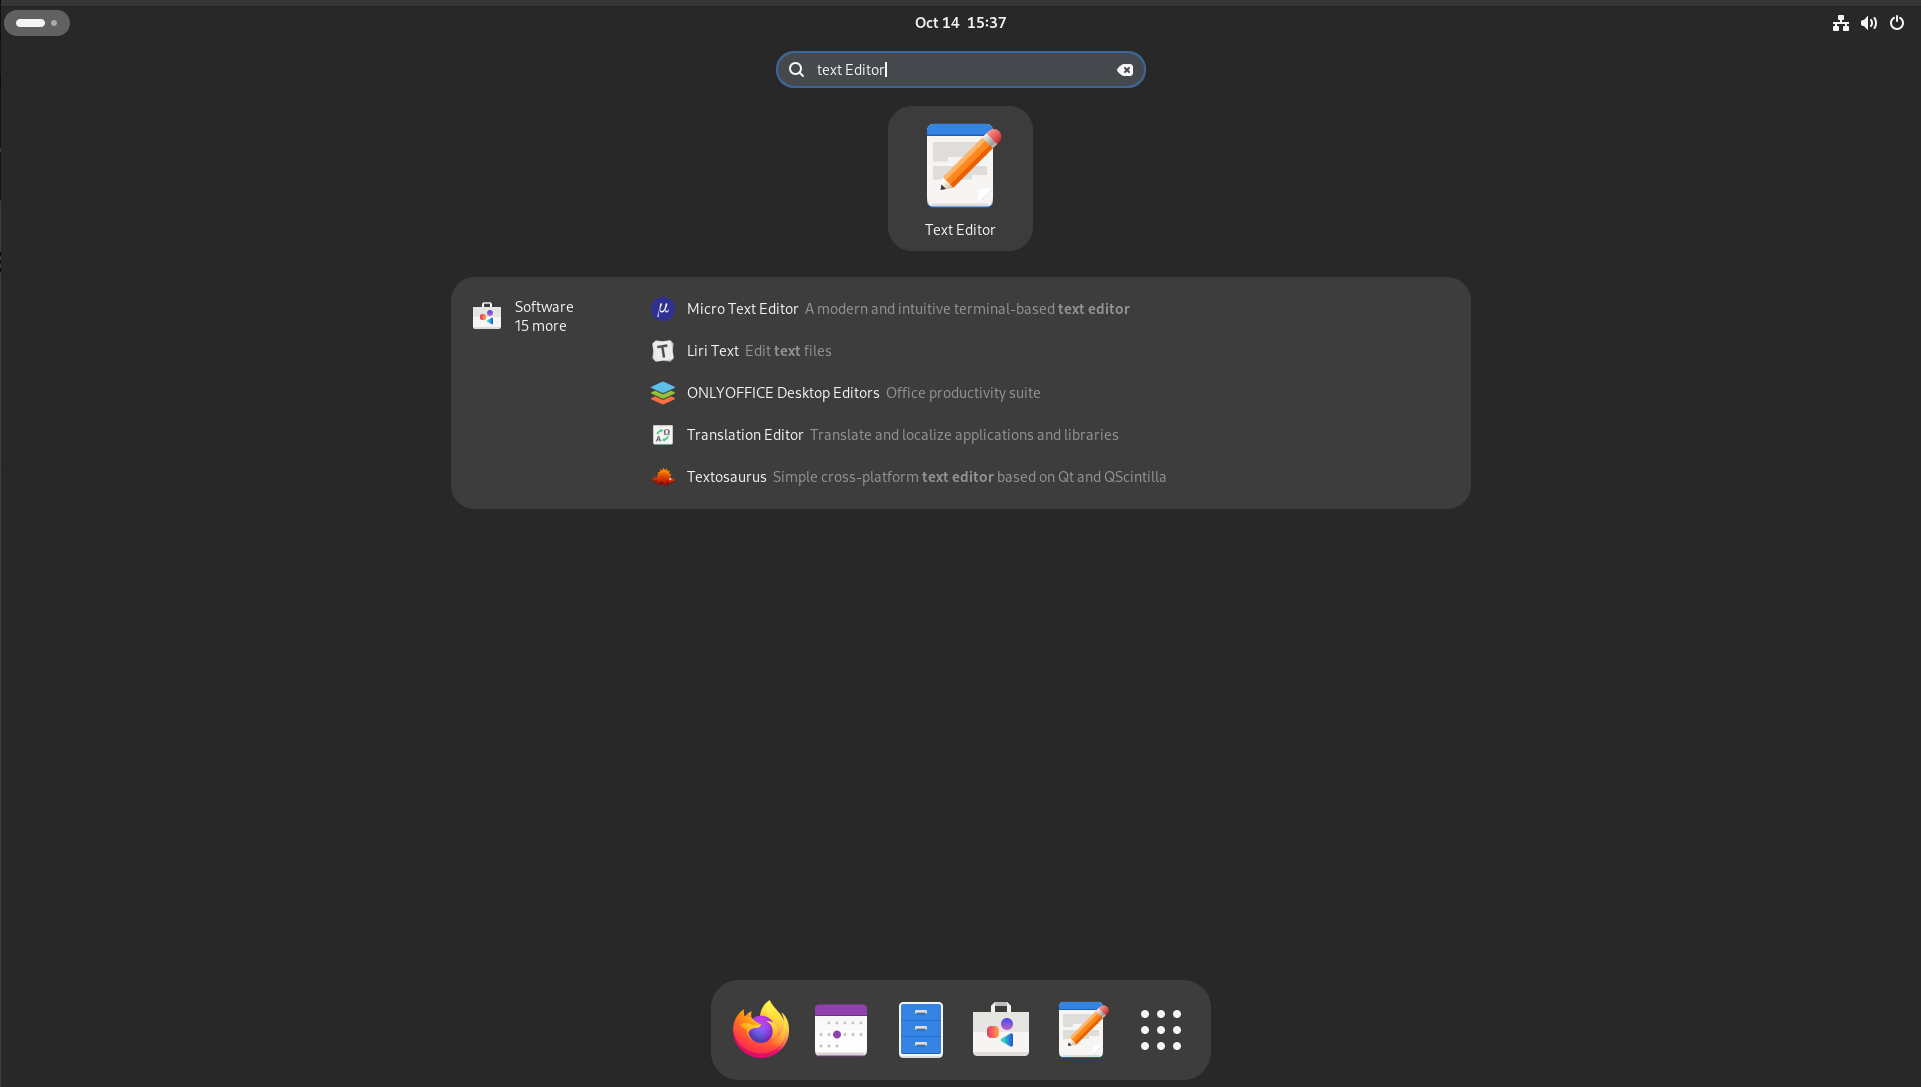 Oct 14 15:37
text Editor
Text Editor
Software
15 more
Micro Text Editor A modern and intuitive terminal-based text editor
Liri Text Edit text files
ONLYOFFICE Desktop Editors Office productivity suite
Translation Editor Translate and localize applications and libraries
Textosaurus Simple cross-platform text editor based on Qt and QScintilla